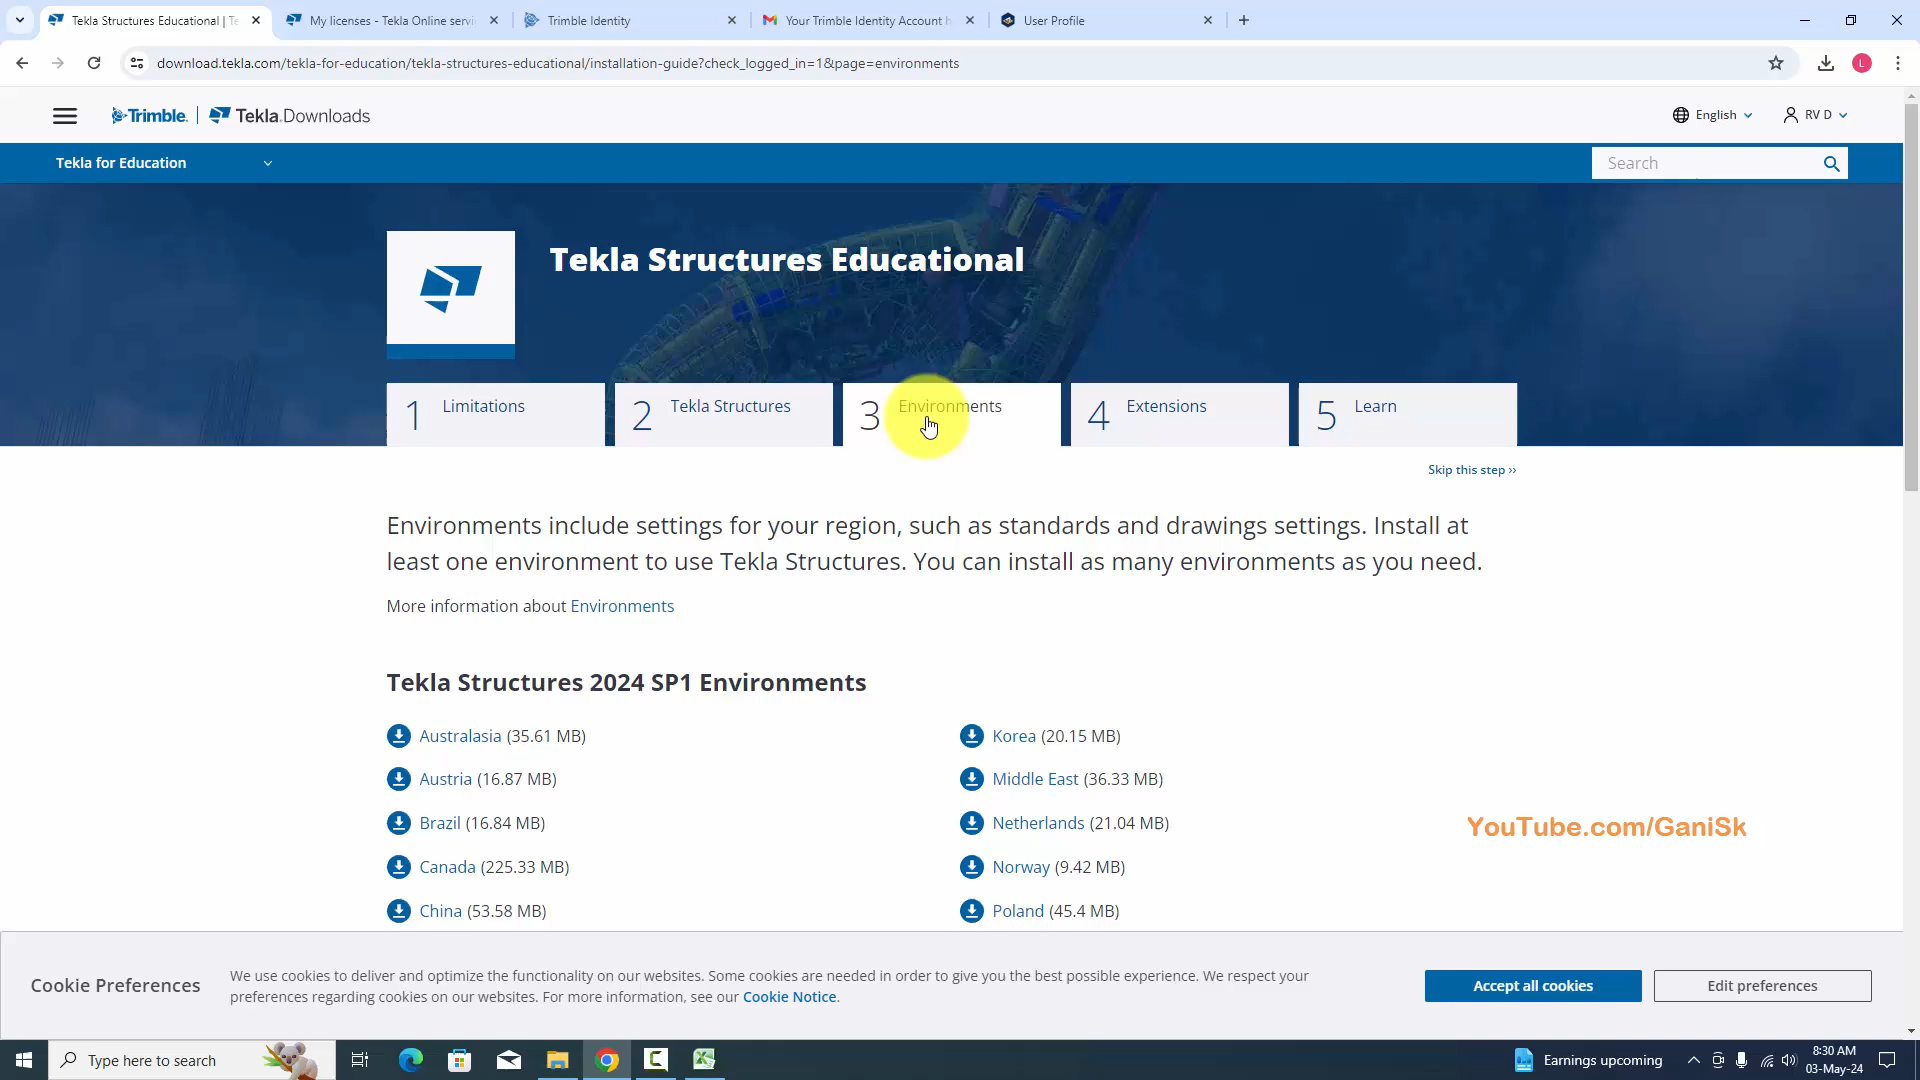 Tekla Structures Educational | Te
My licenses - Tekla Online servi
Trimble Identity
Your Trimble Identity Account h
User Profile
download.tekla.com/tekla-for-education/tekla-structures-educational/installation-guide?check_logged_in=1&page=environments
L
Trimble. | Tekla Downloads
English
RV D
Tekla for Education
Search
Tekla Structures Educational
1 Limitations
2 Tekla Structures
3 Environments
4 Extensions
5 Learn
Skip this step ››
Environments include settings for your region, such as standards and drawings settings. Install at
least one environment to use Tekla Structures. You can install as many environments as you need.
More information about Environments
Tekla Structures 2024 SP1 Environments
Australasia (35.61 MB)
Korea (20.15 MB)
Austria (16.87 MB)
Middle East (36.33 MB)
Brazil (16.84 MB)
Netherlands (21.04 MB)
YouTube.com/GaniSk
Canada (225.33 MB)
Norway (9.42 MB)
China (53.58 MB)
Poland (45.4 MB)
Cookie Preferences
We use cookies to deliver and optimize the functionality on our websites. Some cookies are needed in order to give you the best possible experience. We respect your
preferences regarding cookies on our websites. For more information, see our Cookie Notice.
Accept all cookies
Edit preferences
Type here to search
Earnings upcoming
8:30 AM
03-May-24